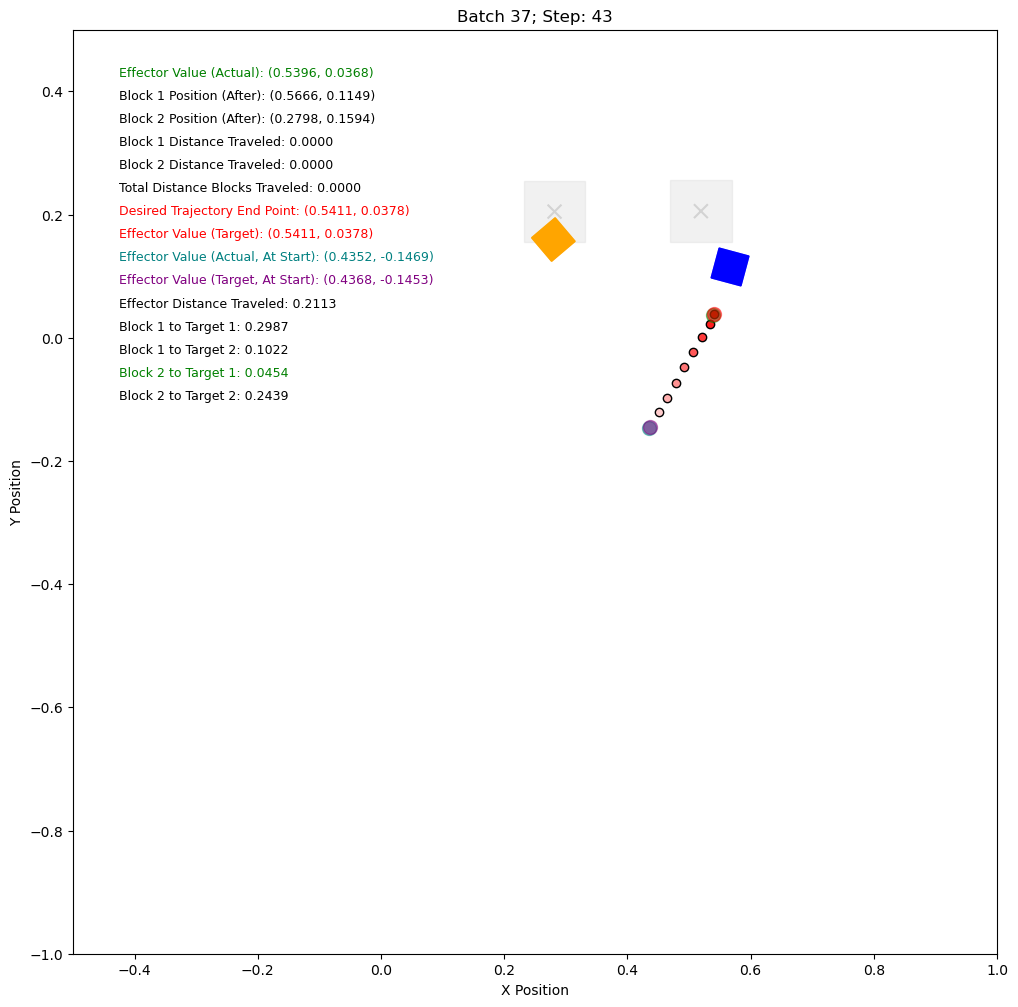 Batch 37; Step: 43
Effector Value (Actual): (0.5396, 0.0368)
Block 1 Position (After): (0.5666, 0.1149)
Block 2 Position (After): (0.2798, 0.1594)
Block 1 Distance Traveled: 0.0000
Block 2 Distance Traveled: 0.0000
Total Distance Blocks Traveled: 0.0000
Desired Trajectory End Point: (0.5411, 0.0378)
Effector Value (Target): (0.5411, 0.0378)
Effector Value (Actual, At Start): (0.4352, -0.1469)
Effector Value (Target, At Start): (0.4368, -0.1453)
Effector Distance Traveled: 0.2113
Block 1 to Target 1: 0.2987
Block 1 to Target 2: 0.1022
Block 2 to Target 1: 0.0454
Block 2 to Target 2: 0.2439
Y Position
0.4
0.2
0.0
−0.2
−0.4
−0.6
−0.8
−1.0
−0.4
−0.2
0.0
0.2
0.4
0.6
0.8
1.0
X Position